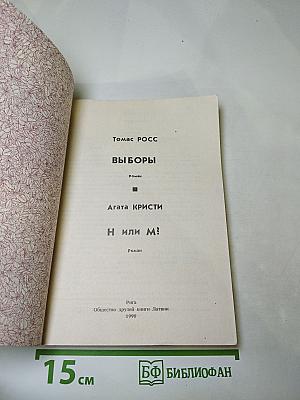 Томас РОСС
ВЫБОРЫ
Роман
Агата КРИСТИ
Н или М?
Роман
Рига
Общество друзей книги Латвии
1990
15 см
БФ БИБЛИОФАН